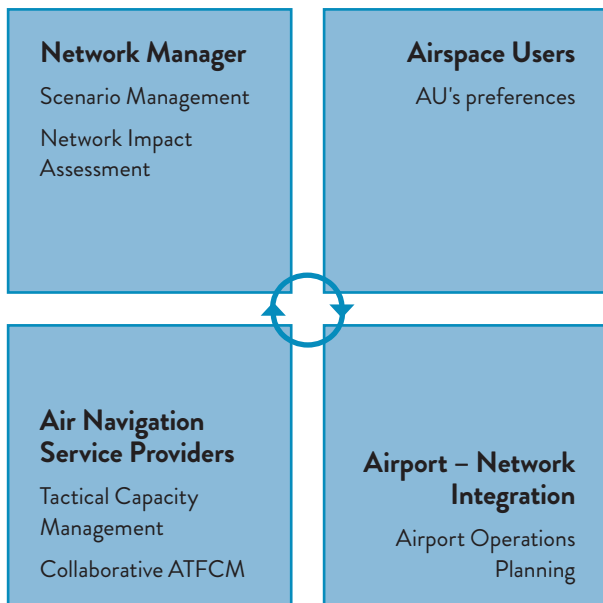 Network Manager
Scenario Management
Network Impact
Assessment
Airspace Users
AU's preferences
Air Navigation
Service Providers
Tactical Capacity
Management
Collaborative ATFCM
Airport – Network
Integration
Airport Operations
Planning